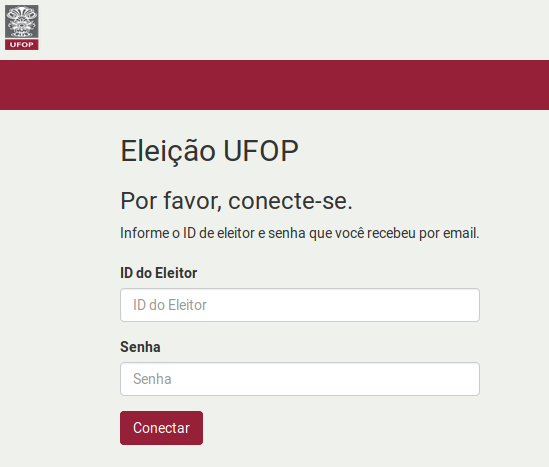 UFOP
Eleição UFOP
Por favor, conecte-se.
Informe o ID de eleitor e senha que você recebeu por email.
ID do Eleitor
ID do Eleitor
Senha
Senha
Conectar